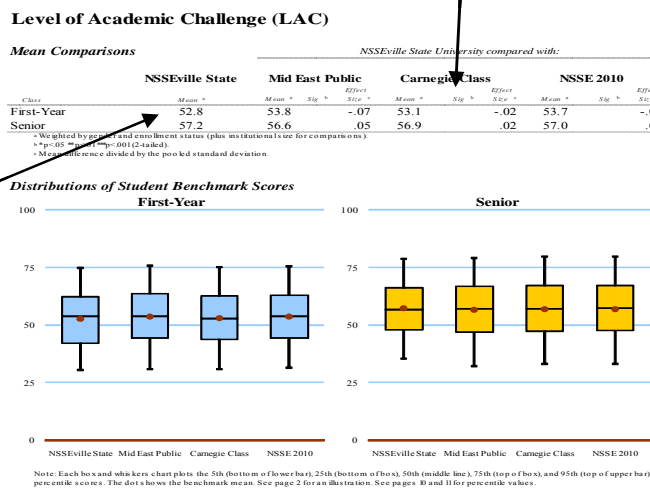 Level of Academic Challenge (LAC)
Mean Comparisons
NSSEville State University compared with:
NSSEville State Mid East Public Carnegie Class NSSE 2010
Class Mean ᵃ Mean ᵃ Sig ᵇ Effect Size ᶜ Mean ᵃ Sig ᵇ Effect Size ᶜ Mean ᵃ Sig ᵇ Effect
First-Year 52.8 53.8 -.07 53.1 -.02 53.7
Senior 57.2 56.6 .05 56.9 .02 57.0
ᵃ Weighted by gender and enrollment status (plus institutional size for comparisons).
ᵇ *p<.05 **p<.01 ***p<.001 (2-tailed).
ᶜ Mean difference divided by the pooled standard deviation.
Distributions of Student Benchmark Scores
First-Year
100
75
50
25
0
NSSEville State Mid East Public Carnegie Class NSSE 2010
Senior
100
75
50
25
0
NSSEville State Mid East Public Carnegie Class NSSE 2010
Note: Each box and whiskers chart plots the 5th (bottom of lower bar), 25th (bottom of box), 50th (middle line), 75th (top of box), and 95th (top of upper bar)
percentile scores. The dot shows the benchmark mean. See page 2 for an illustration. See pages 10 and 11 for percentile values.